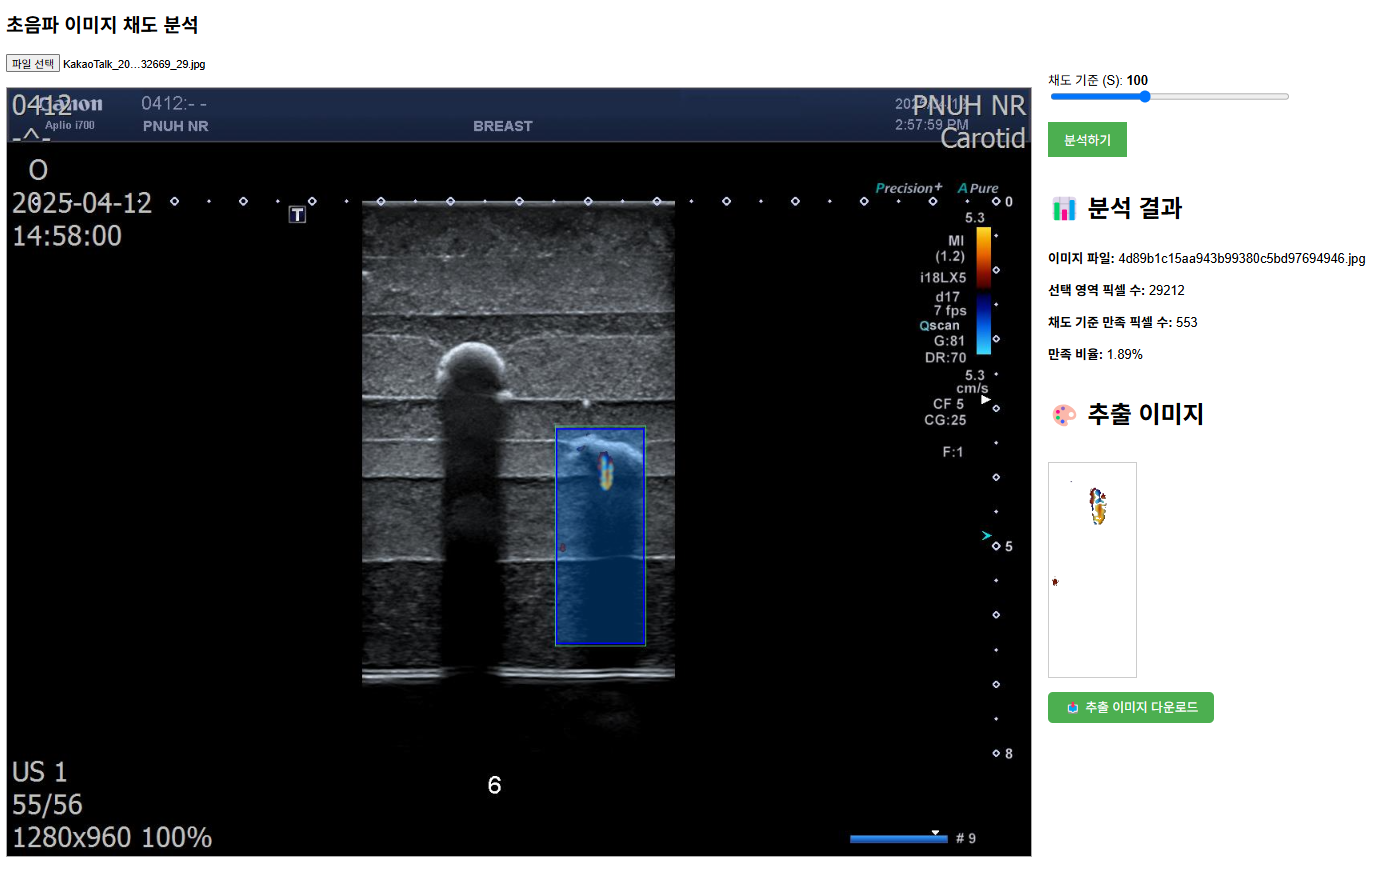 초음파 이미지 채도 분석
파일 선택 KakaoTalk_20...32669_29.jpg
채도 기준 (S): 100
분석하기
0412
Canon
0412:- -
PNUH NR
-^-
Aplio i700
PNUH NR
BREAST
2:57:59 PM
Carotid
O
2025-04-12
14:58:00
T
Precision+ A Pure
0
5.3
MI
(1.2)
i18LX5
d17
7 fps
Qscan
G:81
DR:70
5.3
cm/s
CF 5
CG:25
F:1
5
8
6
US 1
55/56
1280x960 100%
# 9
📊 분석 결과
이미지 파일: 4d89b1c15aa943b99380c5bd97694946.jpg
선택 영역 픽셀 수: 29212
채도 기준 만족 픽셀 수: 553
만족 비율: 1.89%
🎨 추출 이미지
추출 이미지 다운로드